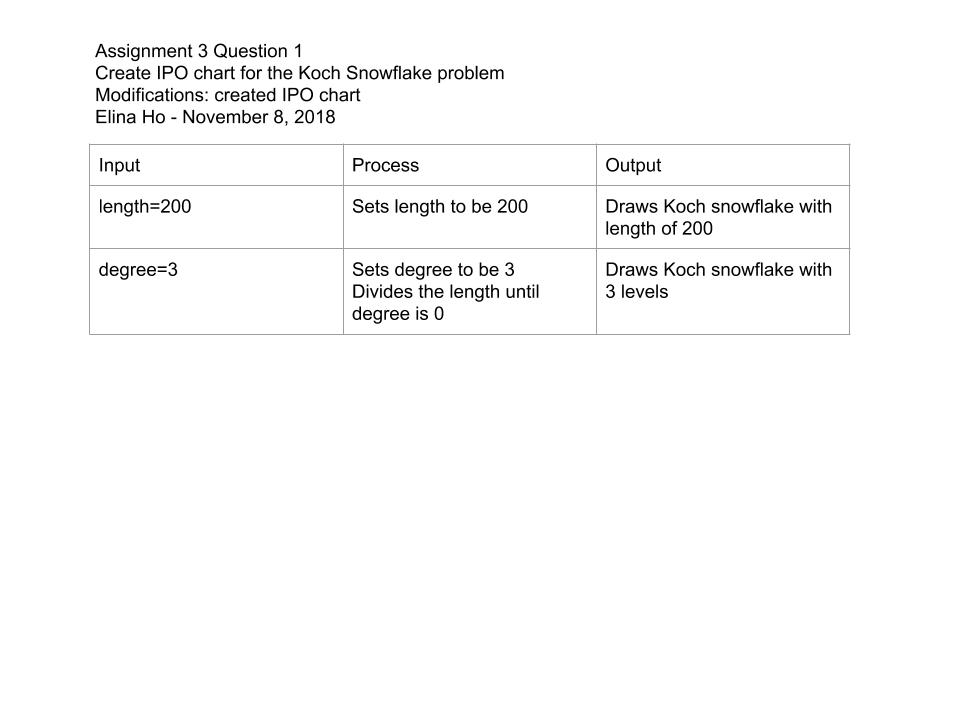 Assignment 3 Question 1
Create IPO chart for the Koch Snowflake problem
Modifications: created IPO chart
Elina Ho - November 8, 2018
Input
Process
Output
length=200
Sets length to be 200
Draws Koch snowflake with
length of 200
degree=3
Sets degree to be 3
Divides the length until
degree is 0
Draws Koch snowflake with
3 levels